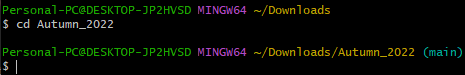 Personal-PC@DESKTOP-JP2HVSD MINGW64 ~/Downloads
$ cd Autumn_2022
Personal-PC@DESKTOP-JP2HVSD MINGW64 ~/Downloads/Autumn_2022 (main)
$